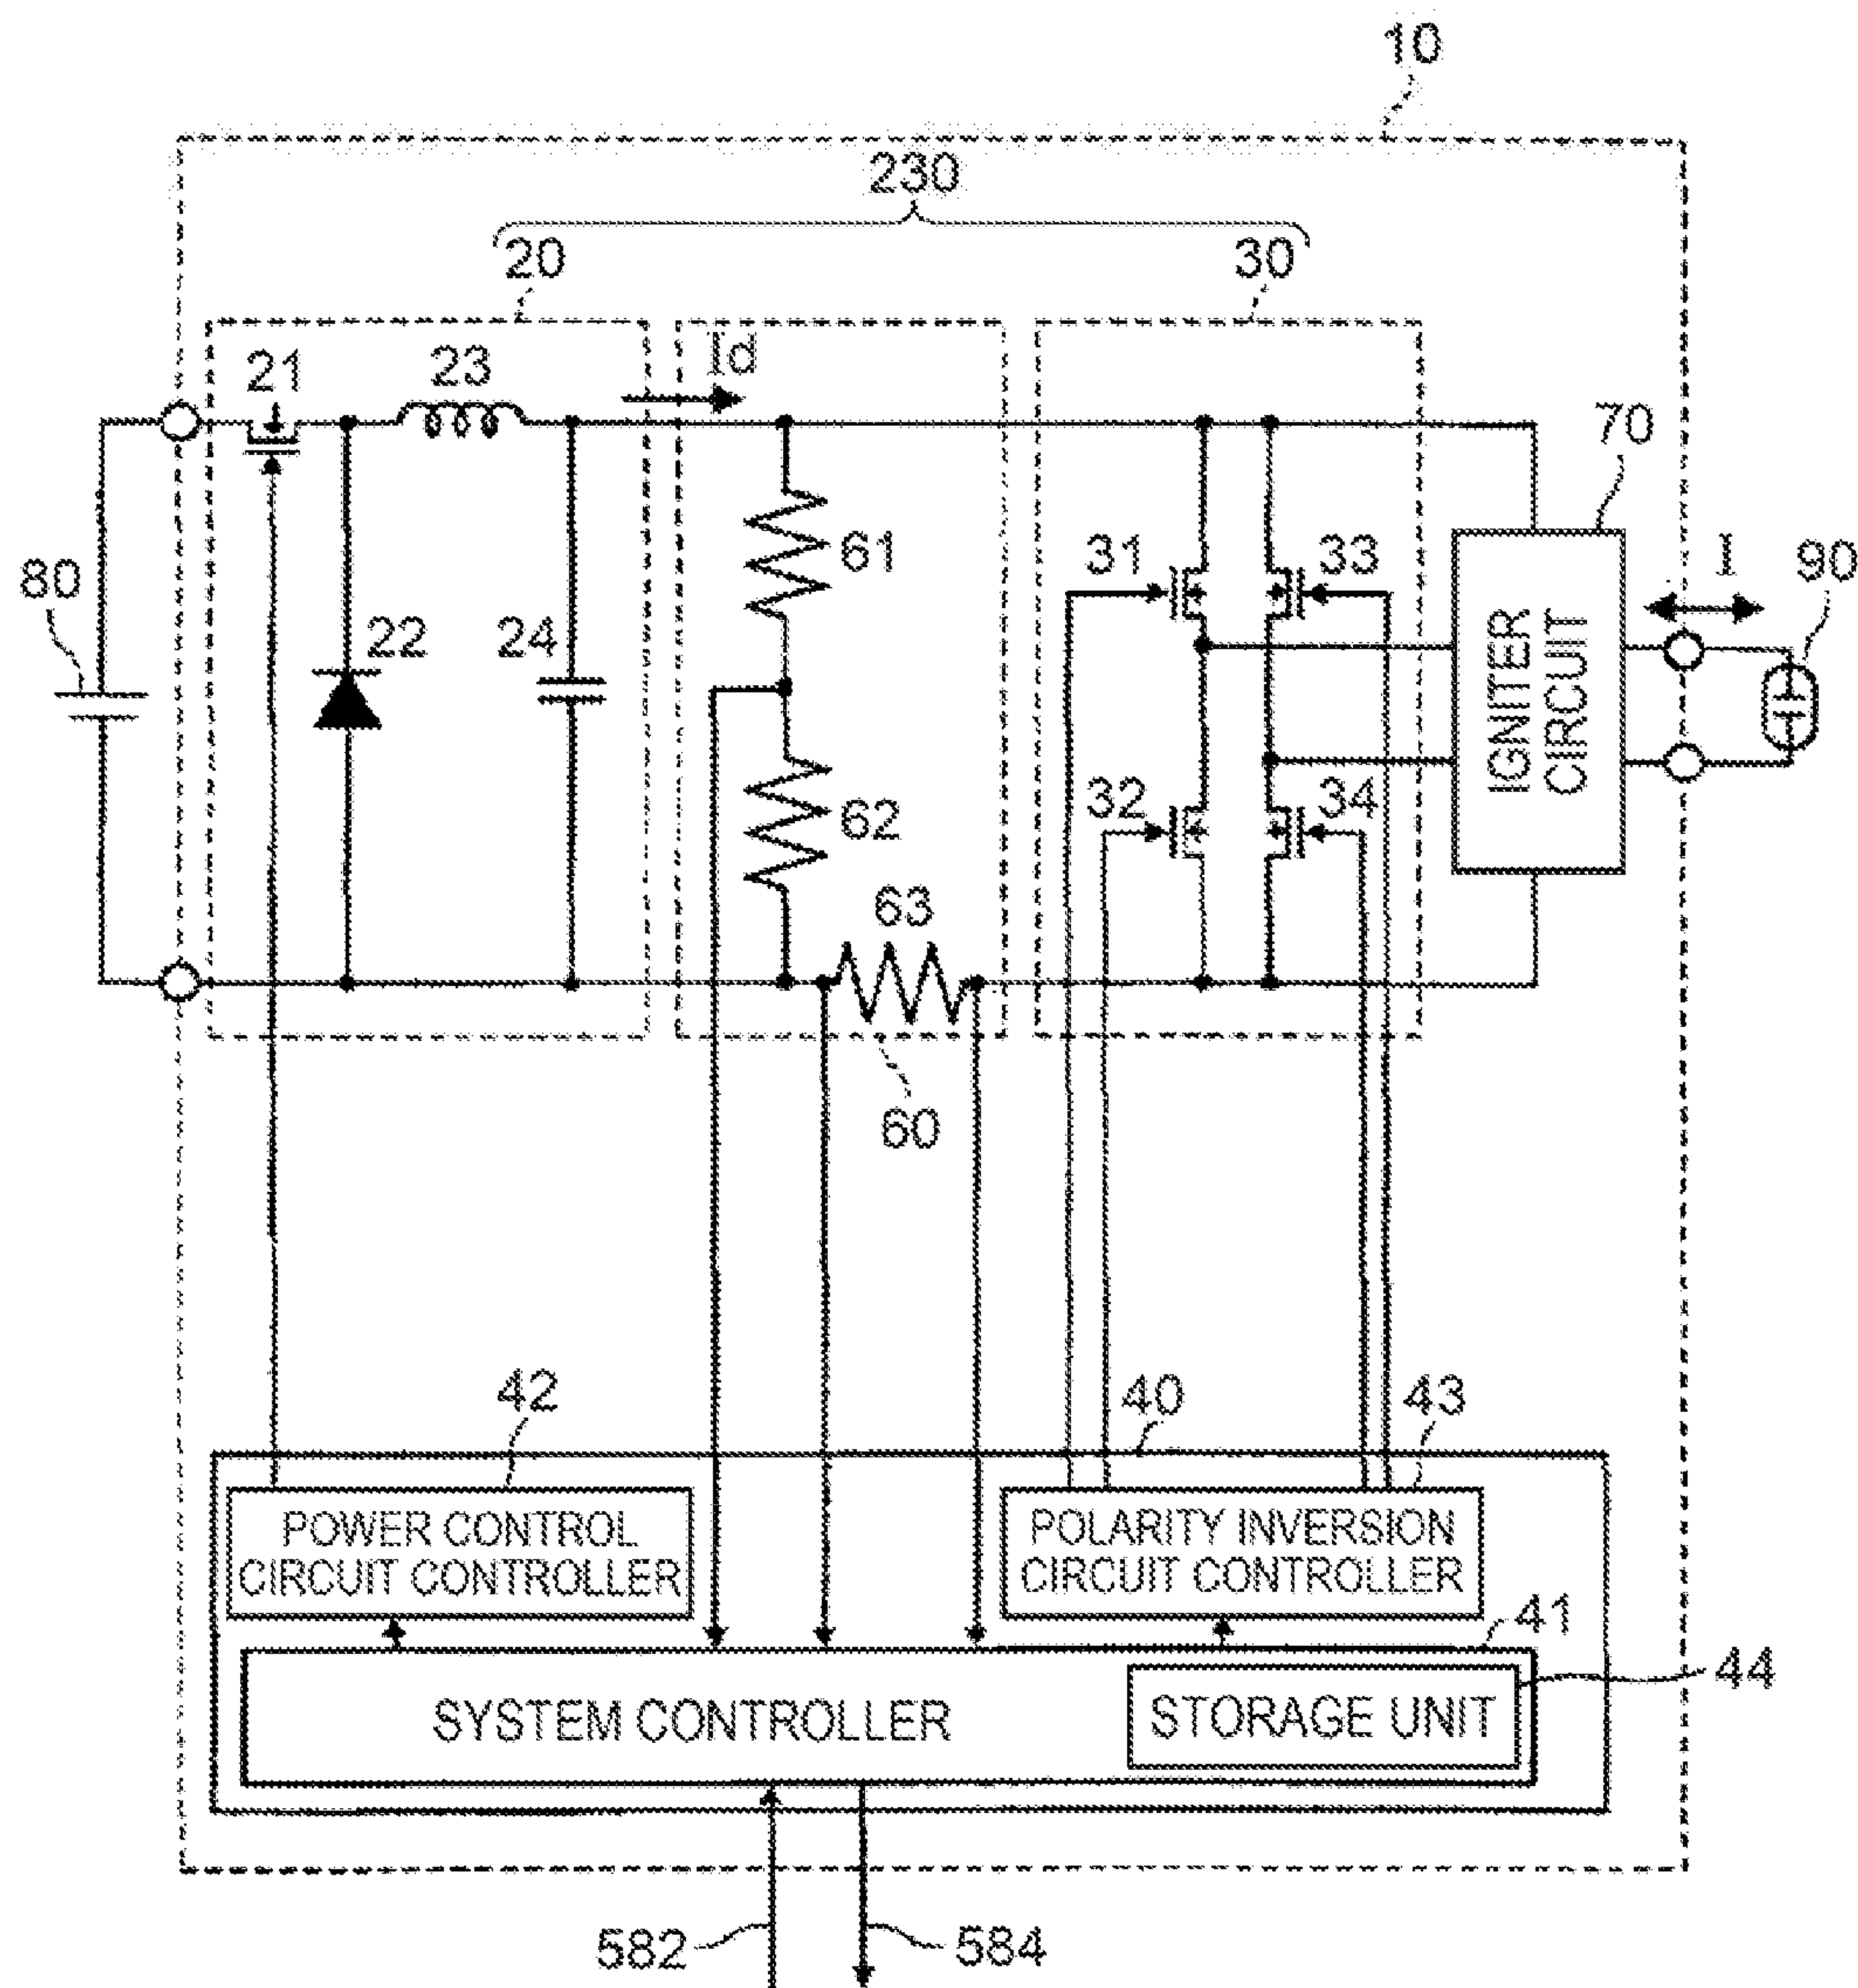 10
230
20
30
Id
21
23
70
61
31
33
I
90
80
22
24
IGNITER
CIRCUIT
62
32
34
63
60
42
40
43
POWER CONTROL
CIRCUIT CONTROLLER
POLARITY INVERSION
CIRCUIT CONTROLLER
41
44
SYSTEM CONTROLLER
STORAGE UNIT
582
584